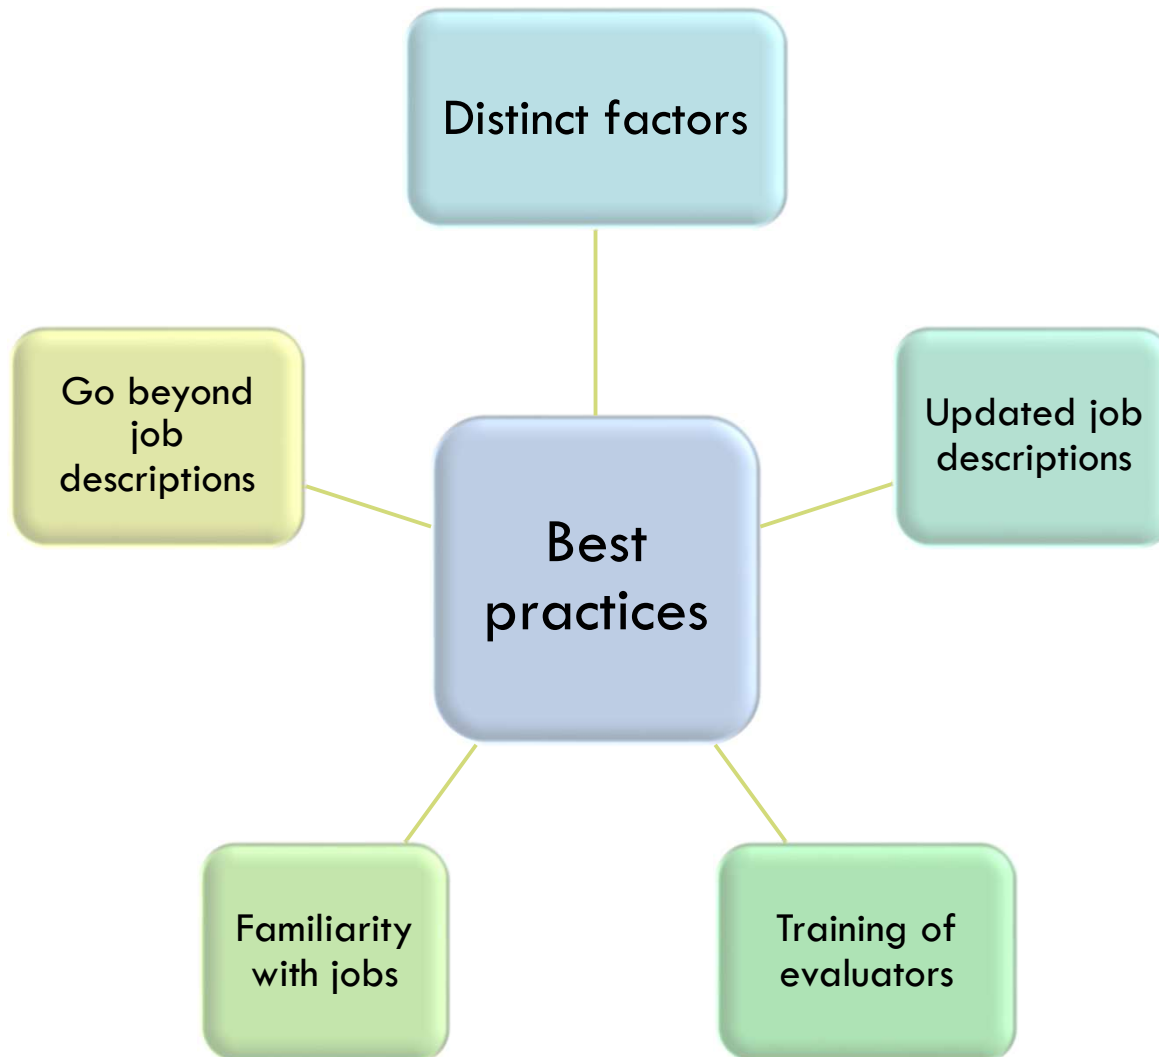 Distinct factors
Go beyond
job
descriptions
Updated job
descriptions
Best
practices
Familiarity
with jobs
Training of
evaluators